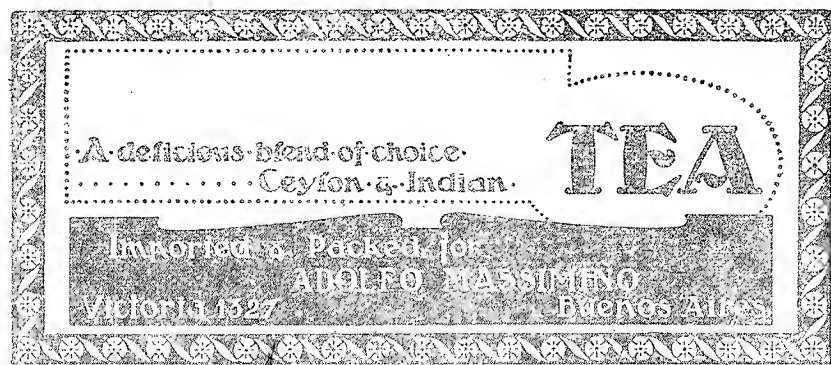 ·A·delicious·blend·of·choice·
Ceylon·&·Indian·
TEA
Imported & Packed for
ADOLFO MASSIMINO
Victoria 1327
Buenos Aires